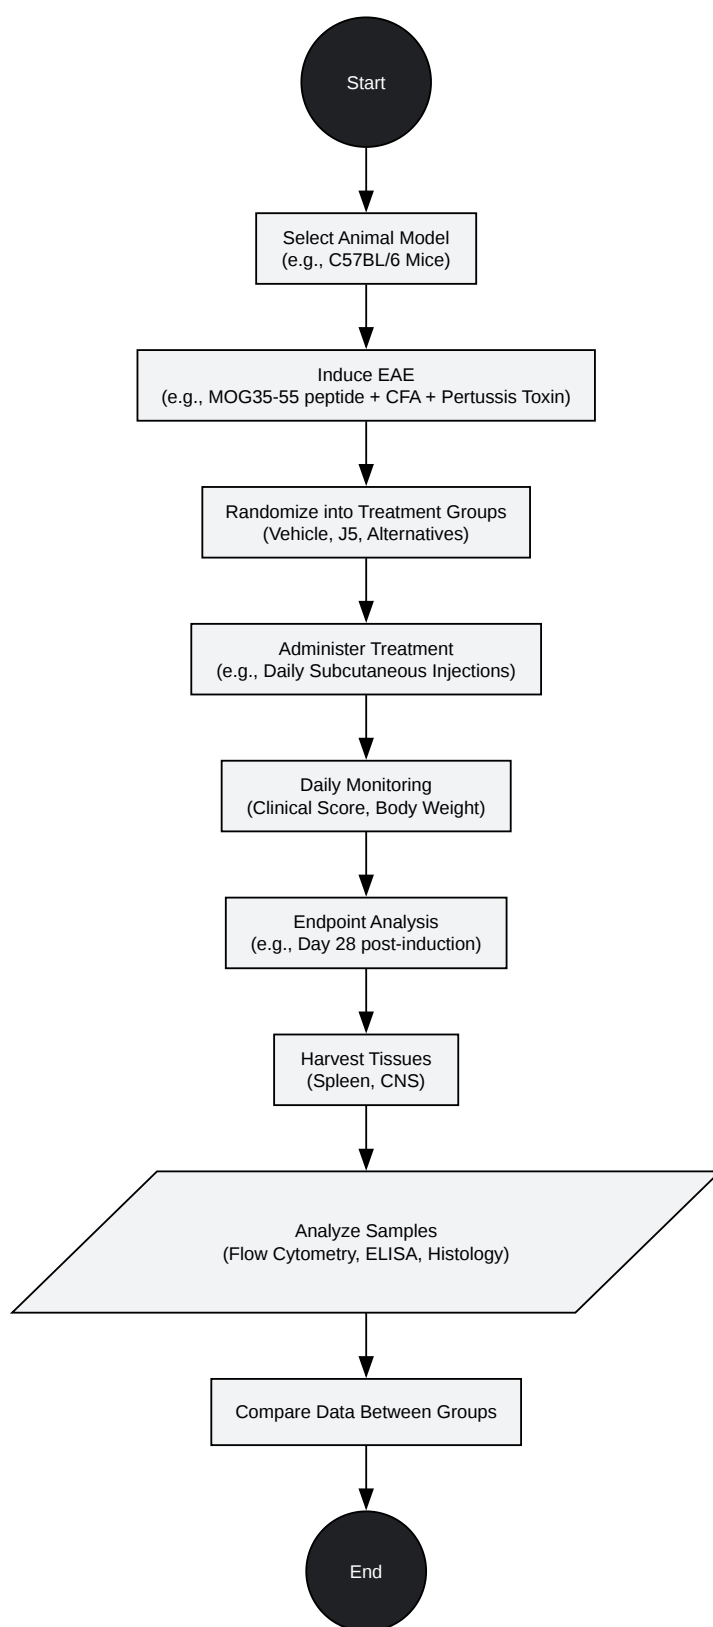 Start
Select Animal Model
(e.g., C57BL/6 Mice)
Induce EAE
(e.g., MOG35-55 peptide + CFA + Pertussis Toxin)
Randomize into Treatment Groups
(Vehicle, J5, Alternatives)
Administer Treatment
(e.g., Daily Subcutaneous Injections)
Daily Monitoring
(Clinical Score, Body Weight)
Endpoint Analysis
(e.g., Day 28 post-induction)
Harvest Tissues
(Spleen, CNS)
Analyze Samples
(Flow Cytometry, ELISA, Histology)
Compare Data Between Groups
End